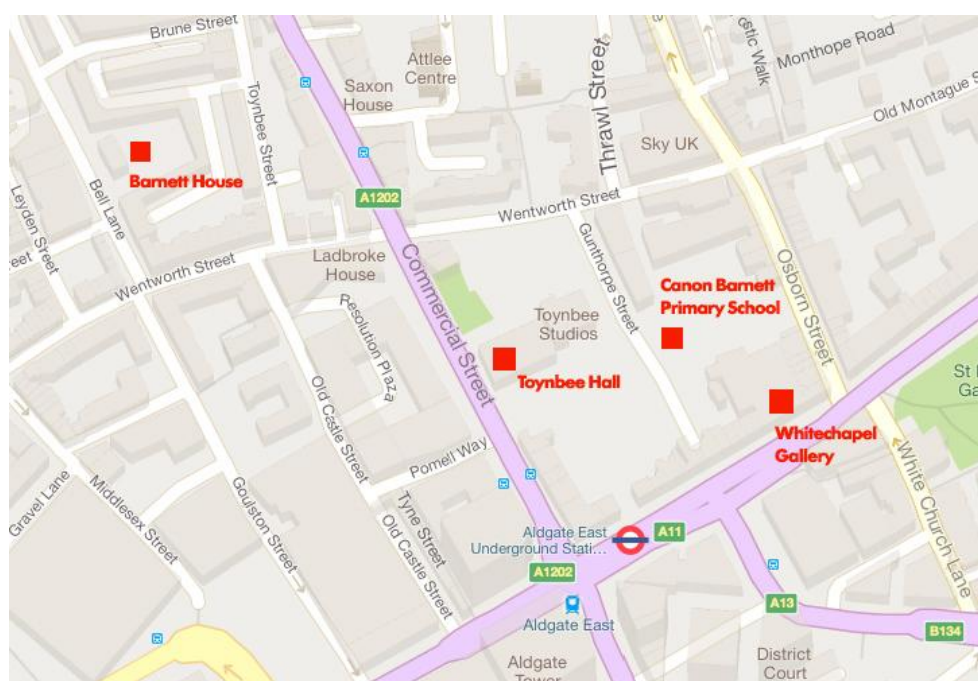 Brune Street
Toynbee Street
Saxon
House
Attlee
Centre
Thrawl Street
Monthope Road
Old Montague S
Sky UK
Barnett House
Leyden Street
Bell Lane
A1202
Wentworth Street
Wentworth Street
Ladbroke
House
Commercial Street
Gunthorpe Street
Osborn Street
Canon Barnett
Primary School
Toynbee
Studios
Resolution Plaza
Toynbee Hall
Whitechapel
Gallery
Old Castle Street
Pomell Way
Gravel Lane
Middlesex Street
Goulston Street
Tyne Street
Old Castle Street
White Church Lane
Aldgate East
Underground Stati...
A11
A1202
A13
B134
Aldgate East
Aldgate
Tower
District
Court